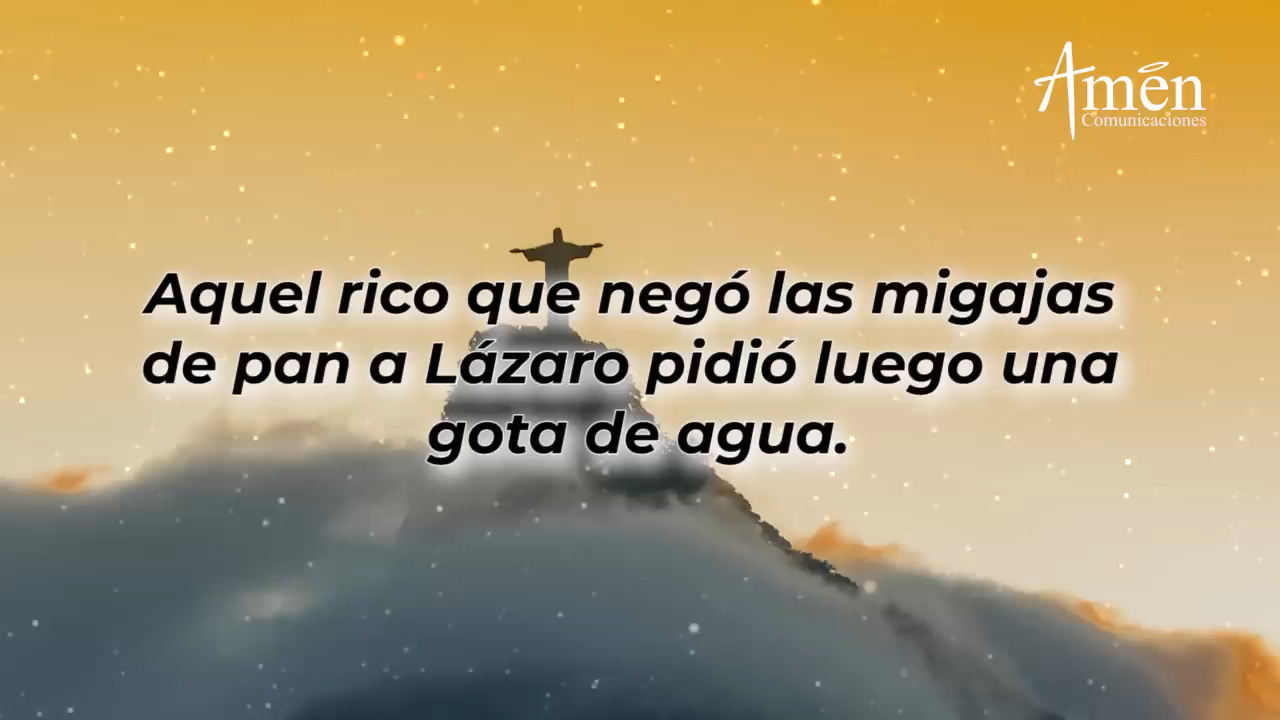 Amén
Comunicaciones
Aquel rico que negó las migajas
de pan a Lázaro pidió luego una
gota de agua.